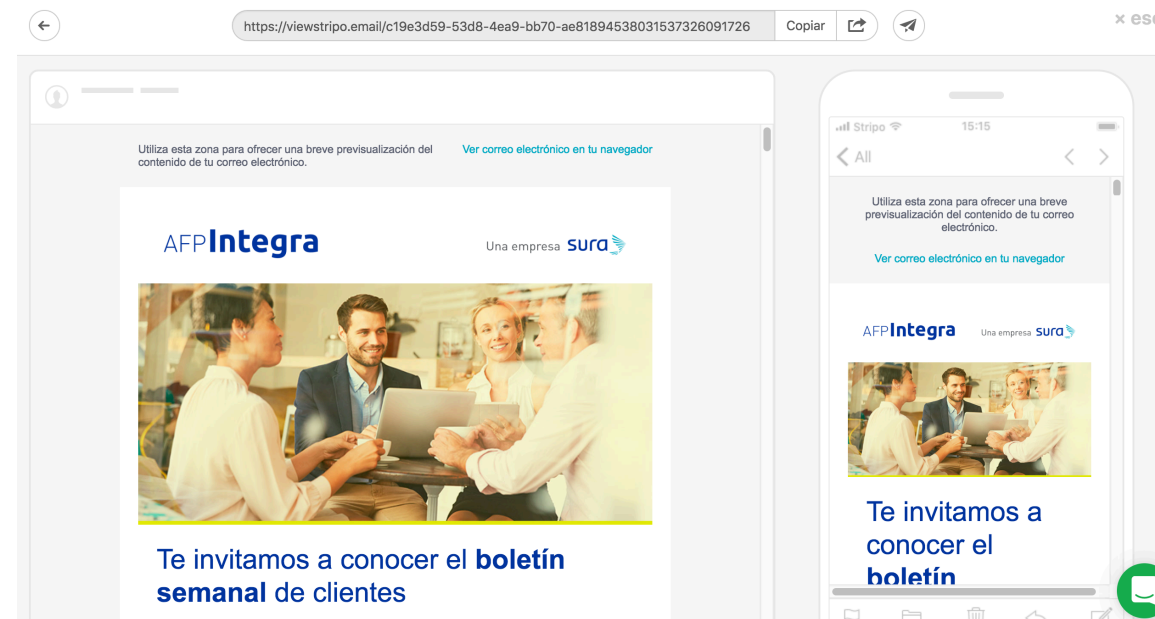 https://viewstripo.email/c19e3d59-53d8-4ea9-bb70-ae81894538031537326091726
Copiar
× esc
Utiliza esta zona para ofrecer una breve previsualización del
contenido de tu correo electrónico.
Ver correo electrónico en tu navegador
AFPIntegra
Una empresa sura
Te invitamos a conocer el boletín
semanal de clientes
Stripo
15:15
All
Utiliza esta zona para ofrecer una breve
previsualización del contenido de tu correo
electrónico.
Ver correo electrónico en tu navegador
AFPIntegra
Una empresa sura
Te invitamos a
conocer el
boletín